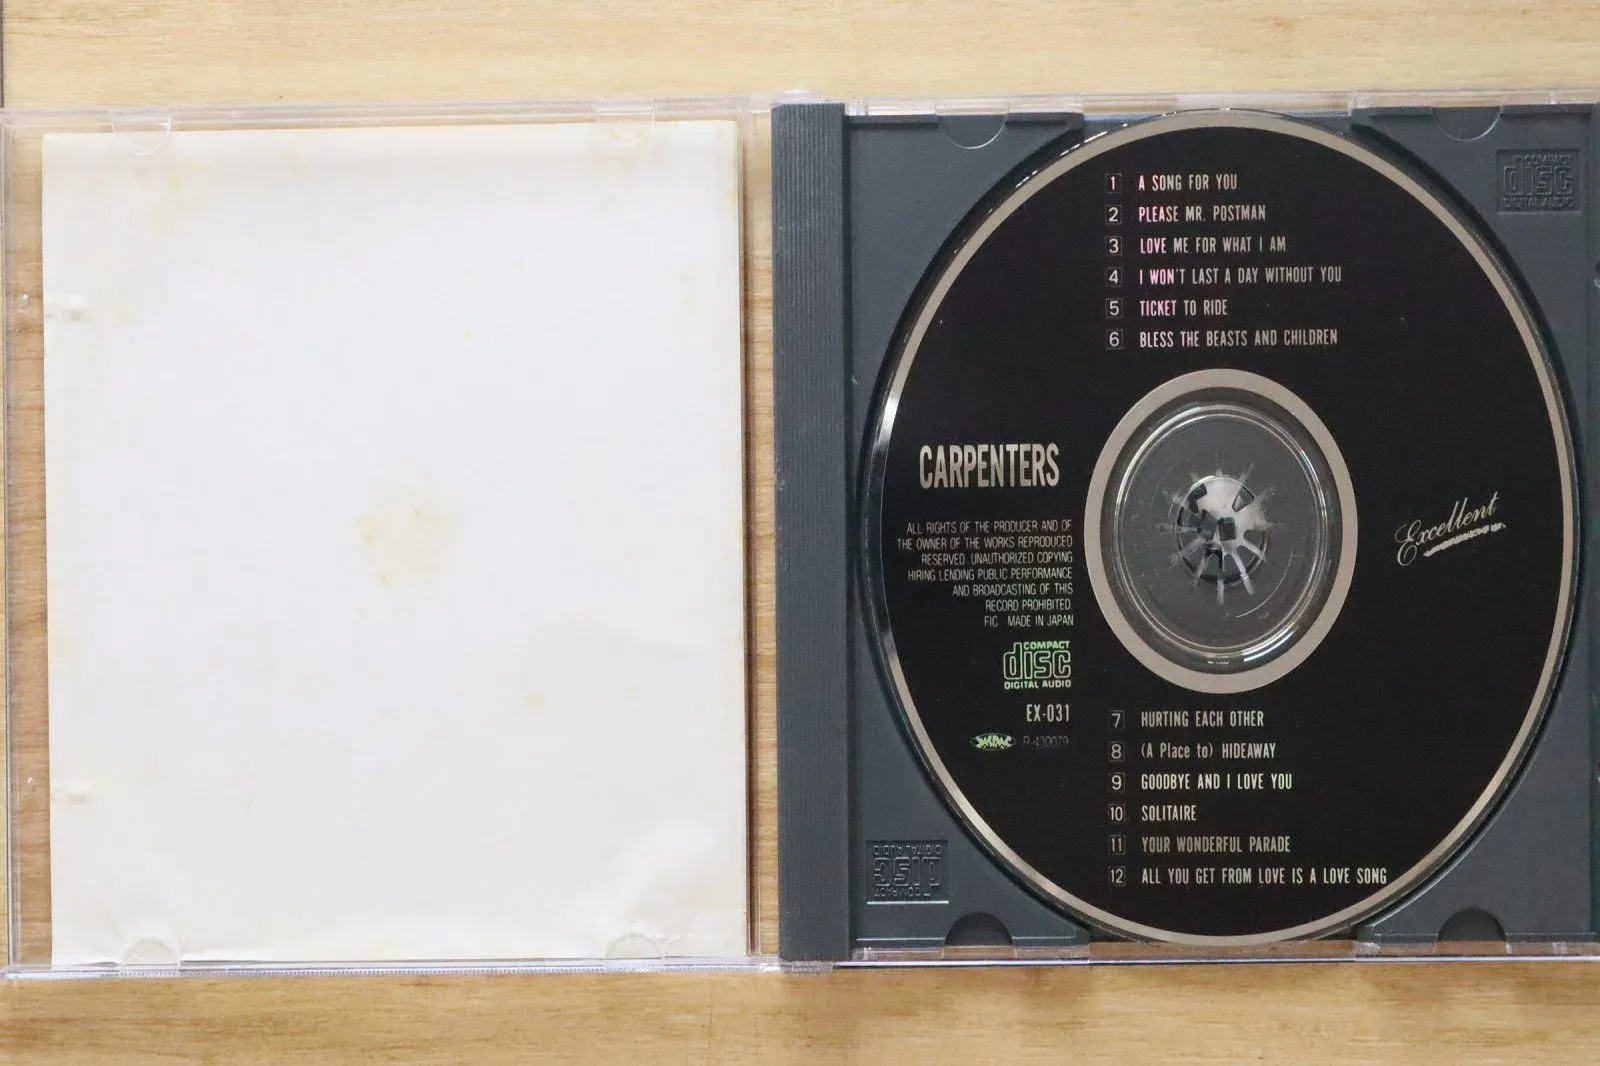 1 A SONG FOR YOU
2 PLEASE MR. POSTMAN
3 LOVE ME FOR WHAT I AM
4 I WON'T LAST A DAY WITHOUT YOU
5 TICKET TO RIDE
6 BLESS THE BEASTS AND CHILDREN
CARPENTERS
ALL RIGHTS OF THE PRODUCER AND OF
THE OWNER OF THE WORKS REPRODUCED
RESERVED. UNAUTHORIZED COPYING
HIRING LENDING PUBLIC PERFORMANCE
AND BROADCASTING OF THIS
RECORD PROHIBITED.
FIC MADE IN JAPAN
COMPACT
disc
DIGITAL AUDIO
EX-031
R-430079
Excellent
7 HURTING EACH OTHER
8 (A Place to) HIDEAWAY
9 GOODBYE AND I LOVE YOU
10 SOLITAIRE
11 YOUR WONDERFUL PARADE
12 ALL YOU GET FROM LOVE IS A LOVE SONG
COMPACT
disc
DIGITAL AUDIO
COMPACT
disc
DIGITAL AUDIO